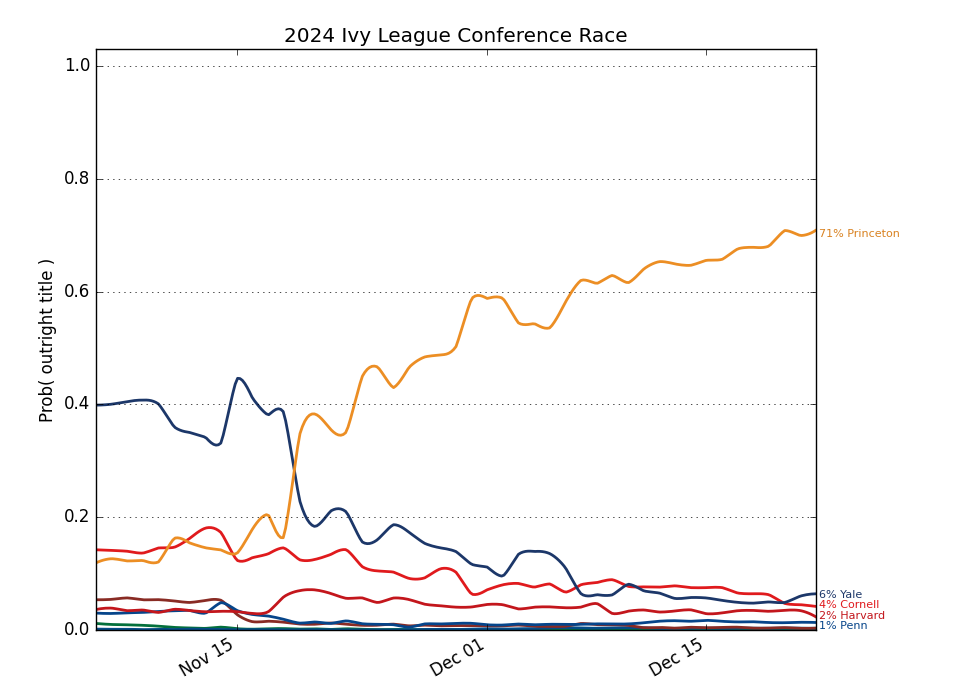 2024 Ivy League Conference Race
1.0
0.8
0.6
0.4
0.2
0.0
Prob( outright title )
71% Princeton
6% Yale
4% Cornell
2% Harvard
1% Penn
Nov 15
Dec 01
Dec 15